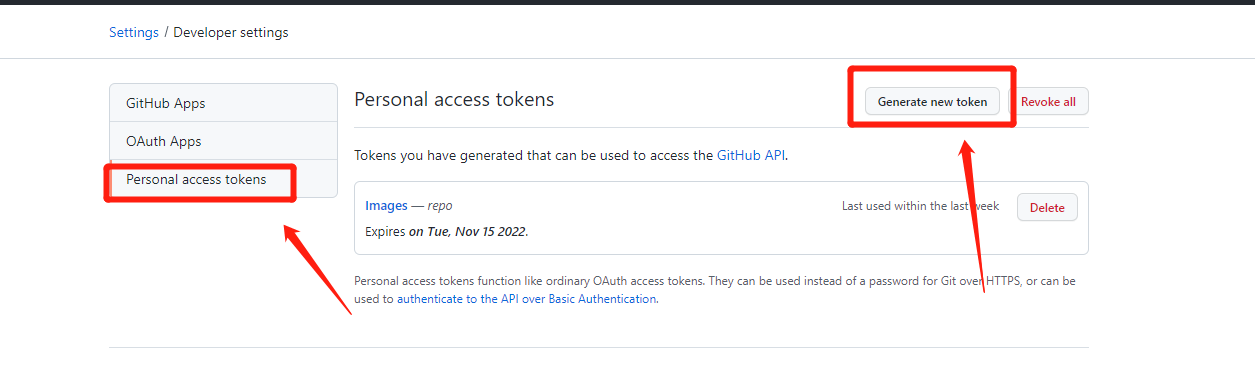 Settings / Developer settings
GitHub Apps
OAuth Apps
Personal access tokens
Personal access tokens
Generate new token
Revoke all
Tokens you have generated that can be used to access the GitHub API.
Images — repo
Last used within the last week
Delete
Expires on Tue, Nov 15 2022.
Personal access tokens function like ordinary OAuth access tokens. They can be used instead of a password for Git over HTTPS, or can be
used to authenticate to the API over Basic Authentication.